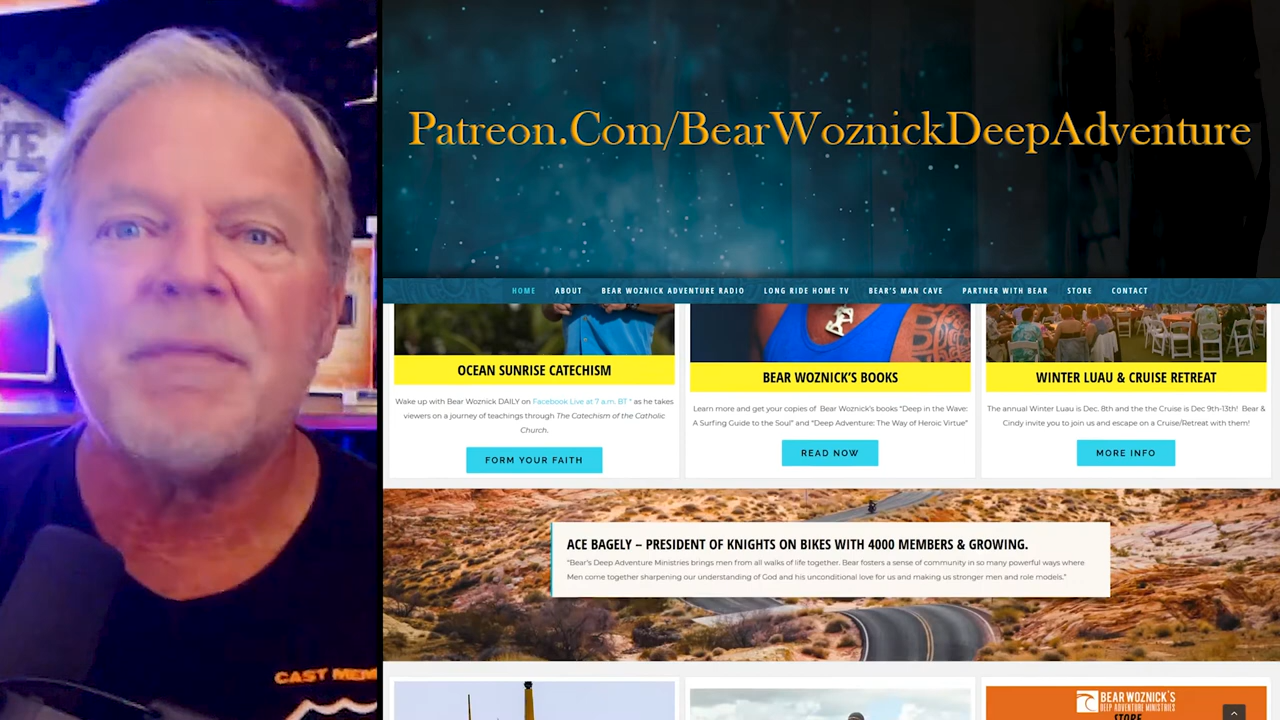 Patreon.Com/BearWoznickDeepAdventure
HOME ABOUT BEAR WOZNICK ADVENTURE RADIO LONG RIDE HOME TV BEAR'S MAN CAVE PARTNER WITH BEAR STORE CONTACT
OCEAN SUNRISE CATECHISM
Wake up with Bear Woznick DAILY on Facebook Live at 7 a.m. BT * as he takes
viewers on a journey of teachings through The Catechism of the Catholic
Church.
FORM YOUR FAITH
BEAR WOZNICK'S BOOKS
Learn more and get your copies of Bear Woznick's books "Deep in the Wave:
A Surfing Guide to the Soul" and "Deep Adventure: The Way of Heroic Virtue"
READ NOW
WINTER LUAU & CRUISE RETREAT
The annual Winter Luau is Dec. 8th and the the Cruise is Dec 9th-13th! Bear &
Cindy invite you to join us and escape on a Cruise/Retreat with them!
MORE INFO
ACE BAGELY – PRESIDENT OF KNIGHTS ON BIKES WITH 4000 MEMBERS & GROWING.
"Bear's Deep Adventure Ministries brings men from all walks of life together. Bear fosters a sense of community in so many powerful ways where
Men come together sharpening our understanding of God and his unconditional love for us and making us stronger men and role models."
CAST MEM
BEAR WOZNICK'S
DEEP ADVENTURE MINISTRIES
STORE